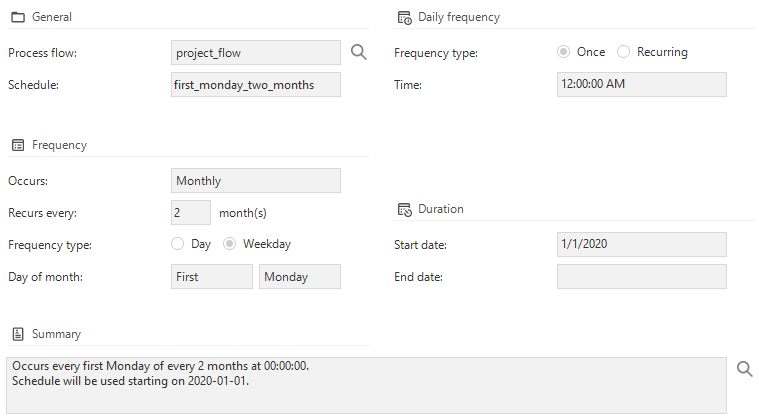 General
Process flow: project_flow
Schedule: first_monday_two_months
Daily frequency
Frequency type: Once Recurring
Time: 12:00:00 AM
Frequency
Occurs: Monthly
Recurs every: 2 month(s)
Frequency type: Day Weekday
Day of month: First Monday
Duration
Start date: 1/1/2020
End date:
Summary
Occurs every first Monday of every 2 months at 00:00:00.
Schedule will be used starting on 2020-01-01.